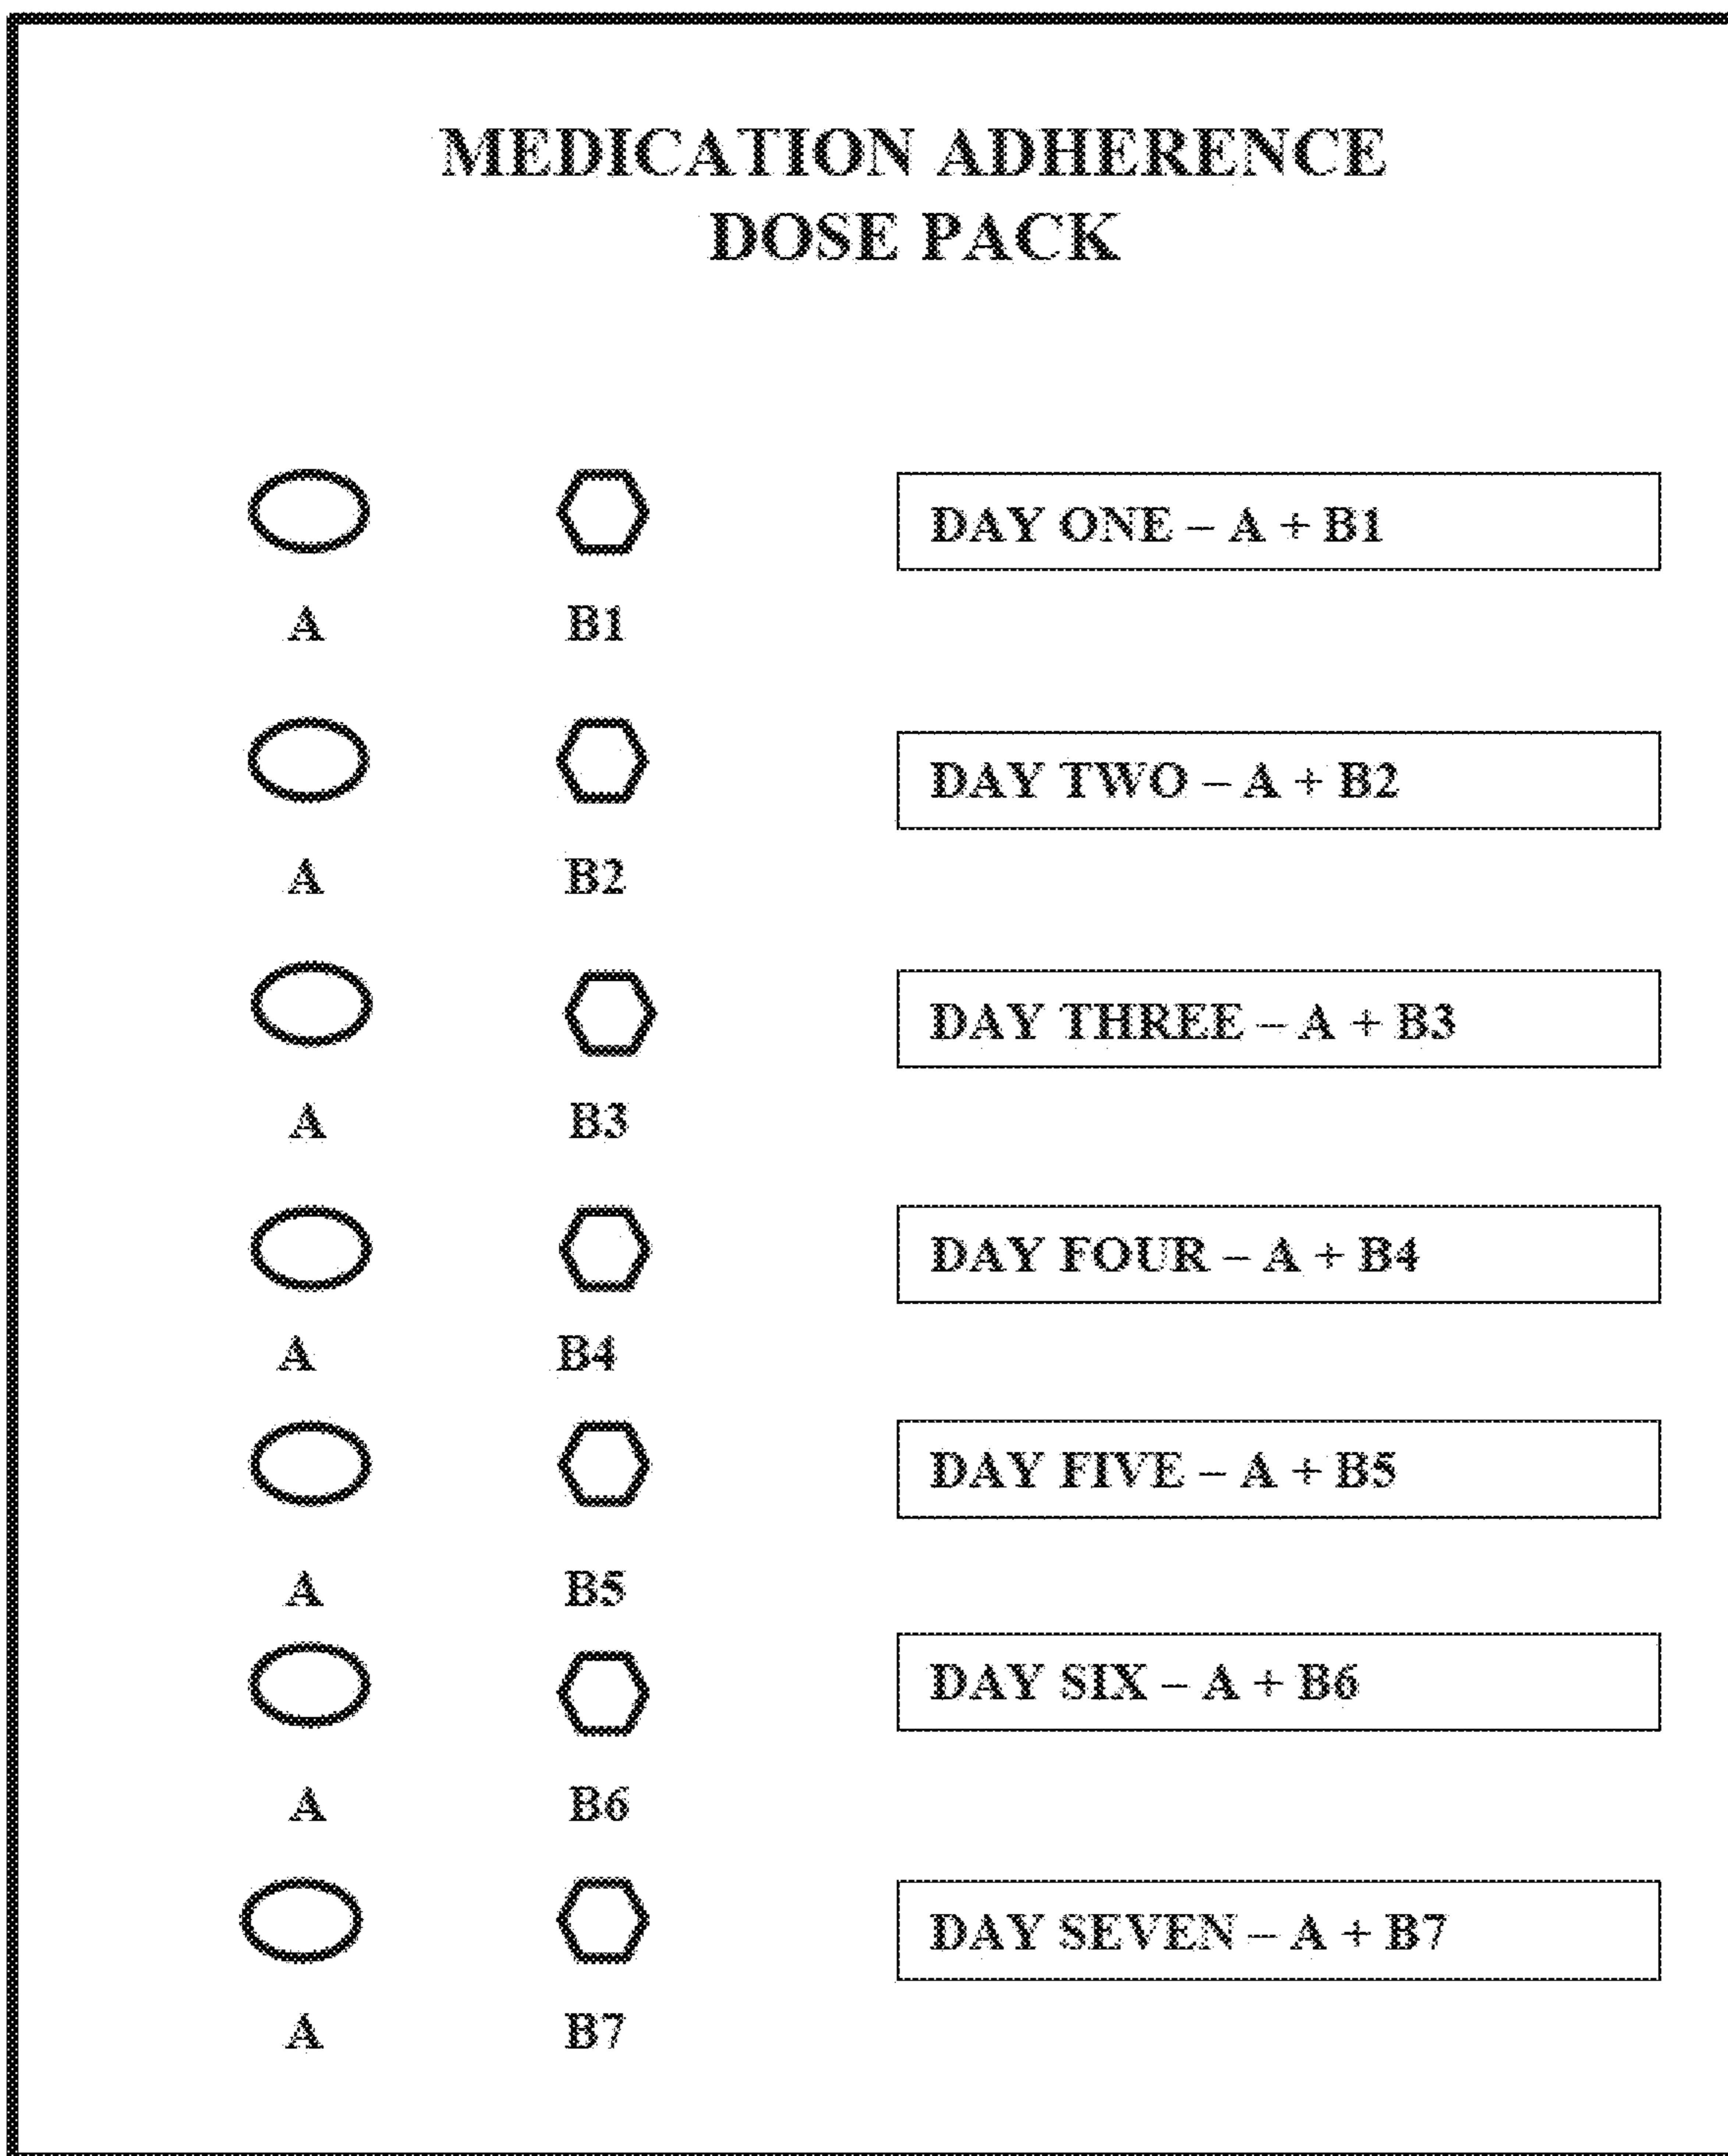 MEDICATION ADHERENCE
DOSE PACK
DAY ONE – A + B1
A B1
DAY TWO – A + B2
A B2
DAY THREE – A + B3
A B3
DAY FOUR – A + B4
A B4
DAY FIVE – A + B5
A B5
DAY SIX – A + B6
A B6
DAY SEVEN – A + B7
A B7